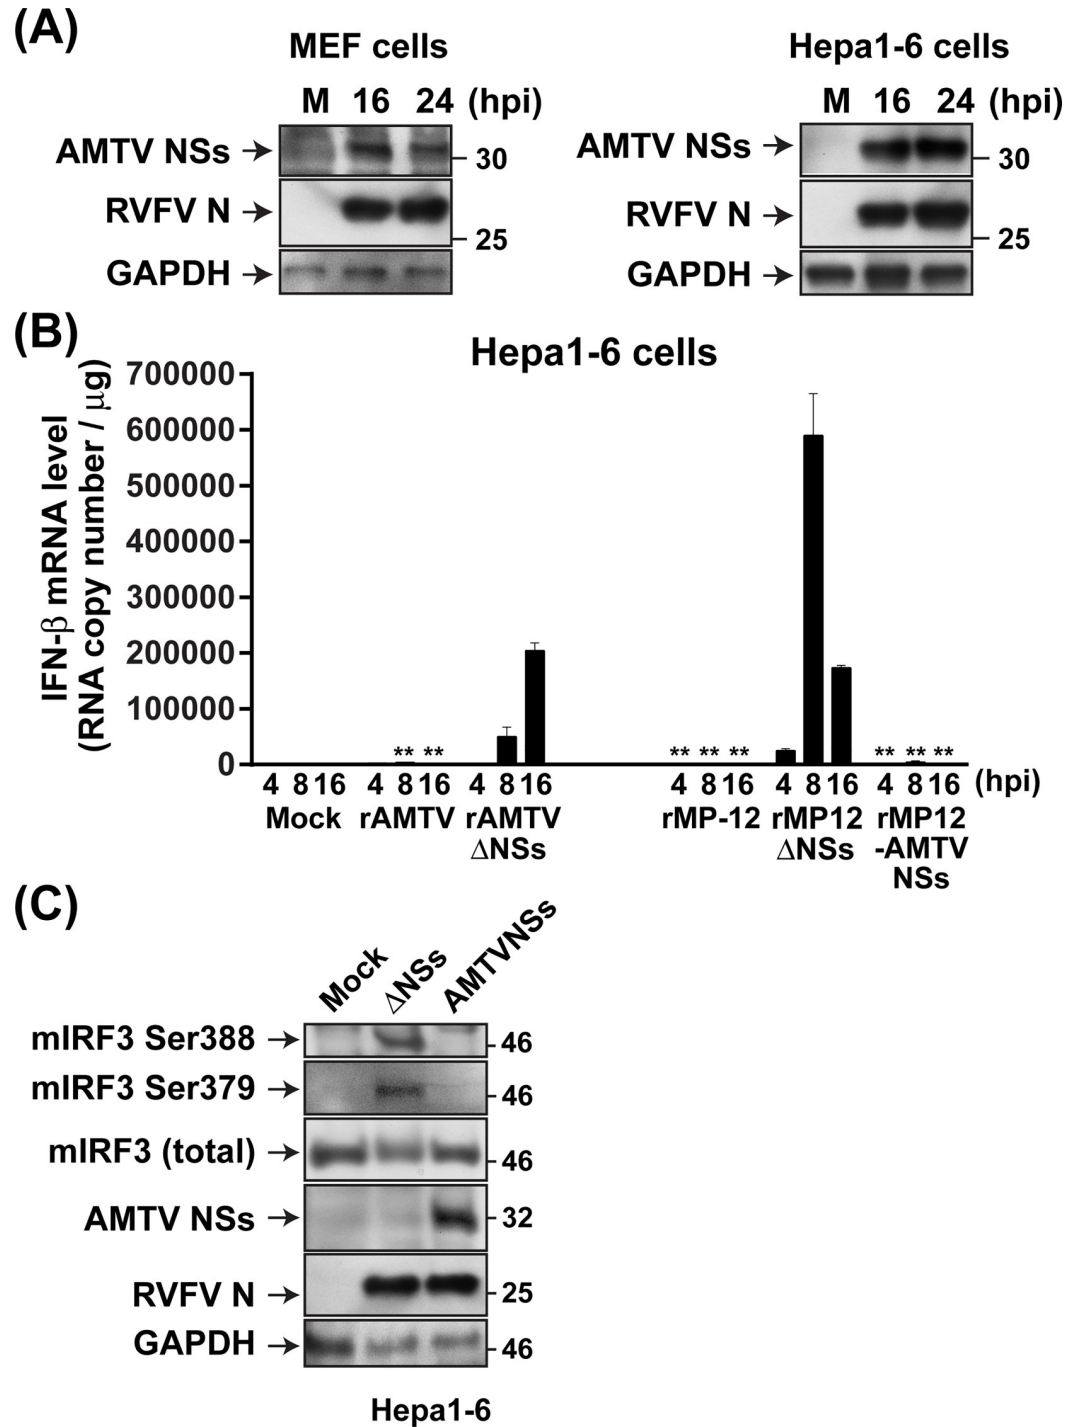 (A)
MEF cells
Hepa1-6 cells
M 16 24 (hpi)
M 16 24 (hpi)
AMTV NSs
30
AMTV NSs
30
RVFV N
25
RVFV N
25
GAPDH
GAPDH
(B)
Hepa1-6 cells
IFN-β mRNA level
(RNA copy number / μg)
700000
600000
500000
400000
300000
200000
100000
0
** **
** ** **
** ** **
4 8 16 4 8 16 4 8 16 4 8 16 4 8 16 4 8 16 (hpi)
Mock rAMTV rAMTV rMP-12 rMP12 rMP12
ΔNSs ΔNSs -AMTV
NSs
(C)
Mock
ΔNSs
AMTVNSs
mIRF3 Ser388
46
mIRF3 Ser379
46
mIRF3 (total)
46
AMTV NSs
32
RVFV N
25
GAPDH
46
Hepa1-6